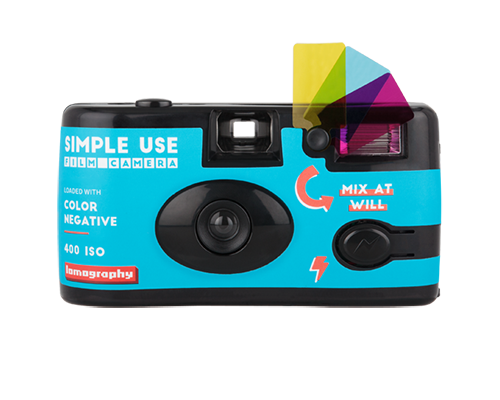 SIMPLE USE
FILM CAMERA
LOADED WITH
COLOR
NEGATIVE
400 ISO
lomography
MIX AT
WILL